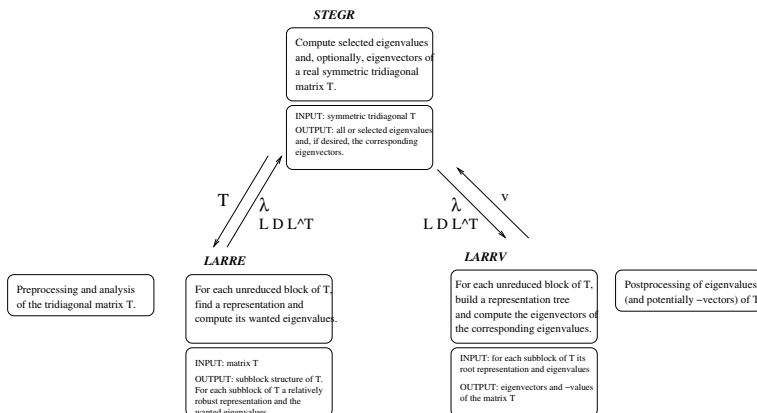 STEGR
Compute selected eigenvalues
and, optionally, eigenvectors of
a real symmetric tridiagonal
matrix T.
INPUT: symmetric tridiagonal T
OUTPUT: all or selected eigenvalues
and, if desired, the corresponding
eigenvectors.
T
λ
L D L^T
λ
L D L^T
v
LARRE
LARRV
Preprocessing and analysis
of the tridiagonal matrix T.
For each unreduced block of T,
find a representation and
compute its wanted eigenvalues.
INPUT: matrix T
OUTPUT: subblock structure of T.
For each subblock of T a relatively
robust representation and the
wanted eigenvalues
For each unreduced block of T,
build a representation tree
and compute the eigenvectors of
the corresponding eigenvalues.
INPUT: for each subblock of T its
root representation and eigenvalues
OUTPUT: eigenvectors and −values
of the matrix T
Postprocessing of eigenvalues
(and potentially −vectors) of T